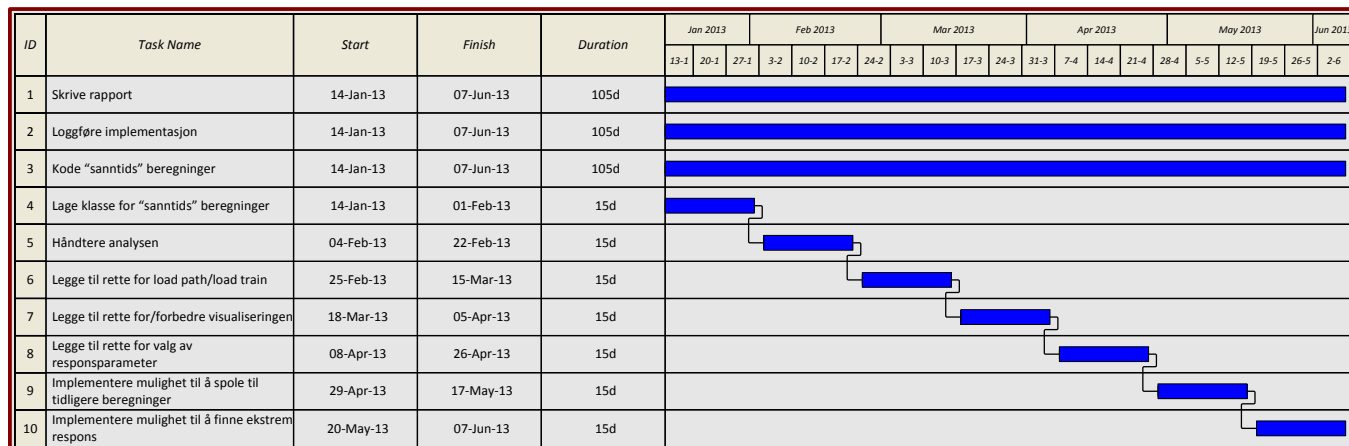 ID Task Name Start Finish Duration Jan 2013 Feb 2013 Mar 2013 Apr 2013 May 2013 Jun 2013
13-1 20-1 27-1 3-2 10-2 17-2 24-2 3-3 10-3 17-3 24-3 31-3 7-4 14-4 21-4 28-4 5-5 12-5 19-5 26-5 2-6
1 Skrive rapport 14-Jan-13 07-Jun-13 105d
2 Loggføre implementasjon 14-Jan-13 07-Jun-13 105d
3 Kode “sanntids” beregninger 14-Jan-13 07-Jun-13 105d
4 Lage klasse for “sanntids” beregninger 14-Jan-13 01-Feb-13 15d
5 Håndtere analysen 04-Feb-13 22-Feb-13 15d
6 Legge til rette for load path/load train 25-Feb-13 15-Mar-13 15d
7 Legge til rette for/forbedre visualiseringen 18-Mar-13 05-Apr-13 15d
8 Legge til rette for valg av
responsparameter 08-Apr-13 26-Apr-13 15d
9 Implementere mulighet til å spole til
tidligere beregninger 29-Apr-13 17-May-13 15d
10 Implementere mulighet til å finne ekstrem
respons 20-May-13 07-Jun-13 15d